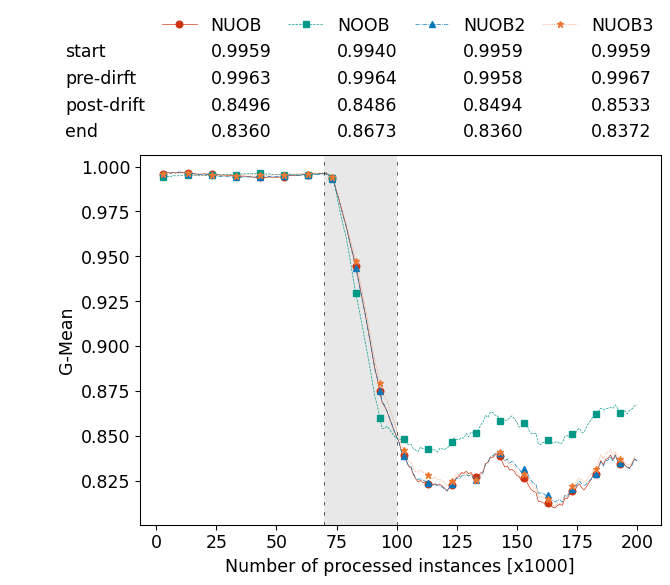 NUOB NOOB NUOB2 NUOB3
start 0.9959 0.9940 0.9959 0.9959
pre-dirft 0.9963 0.9964 0.9958 0.9967
post-drift 0.8496 0.8486 0.8494 0.8533
end 0.8360 0.8673 0.8360 0.8372
1.000
0.975
0.950
0.925
0.900
0.875
0.850
0.825
G-Mean
0 25 50 75 100 125 150 175 200
Number of processed instances [x1000]